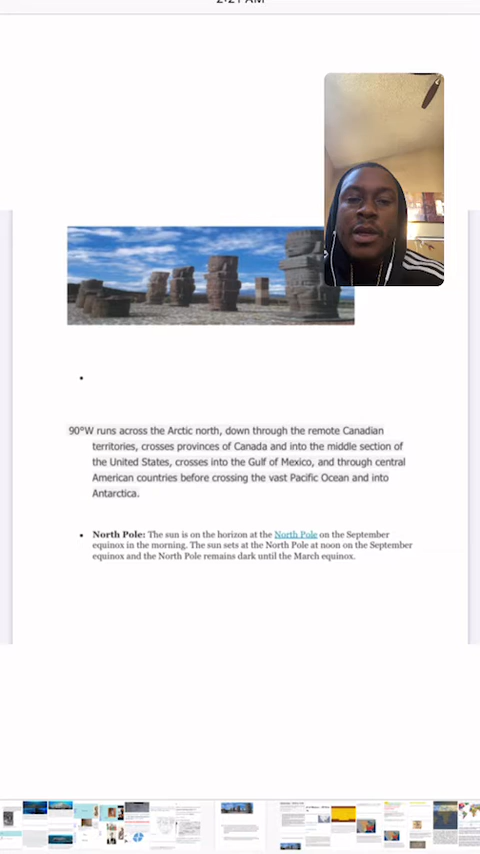 2:21 AM
90°W runs across the Arctic north, down through the remote Canadian
territories, crosses provinces of Canada and into the middle section of
the United States, crosses into the Gulf of Mexico, and through central
American countries before crossing the vast Pacific Ocean and into
Antarctica.
• North Pole: The sun is on the horizon at the North Pole on the September
equinox in the morning. The sun sets at the North Pole at noon on the September
equinox and the North Pole remains dark until the March equinox.